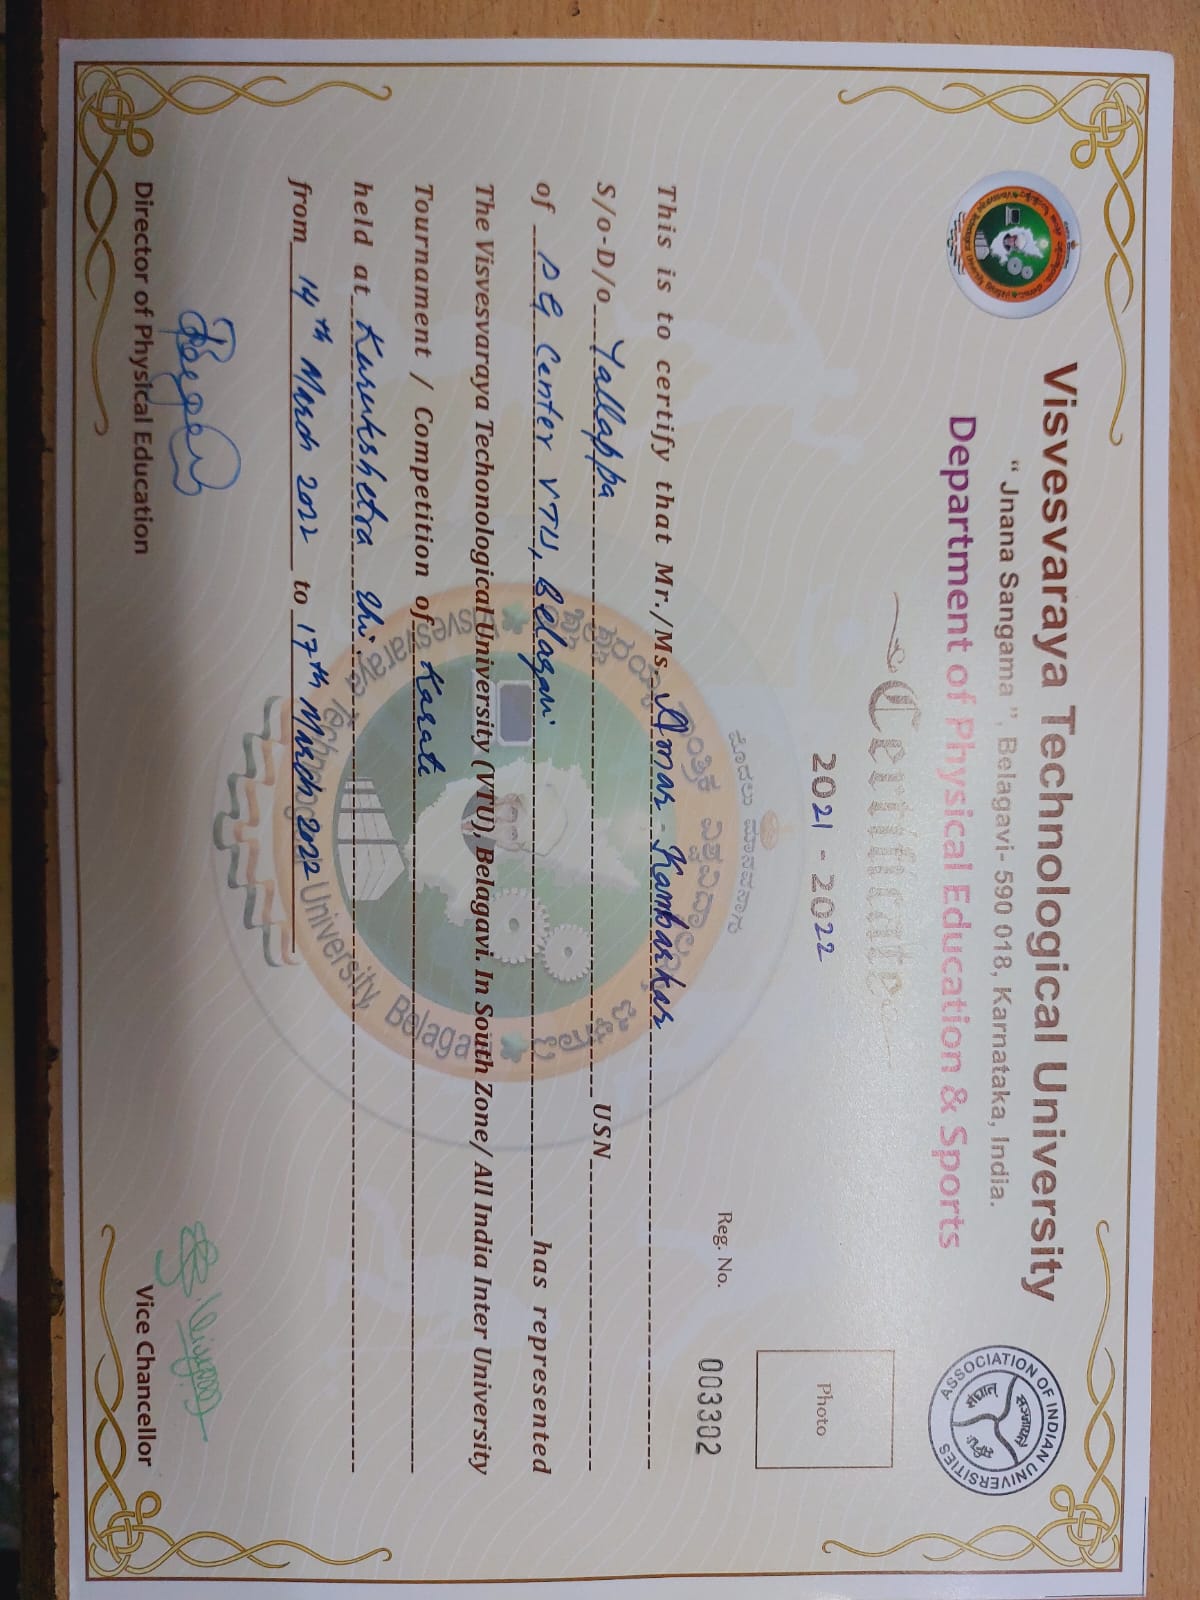 Visvesvaraya Technological University
“ Jnana Sangama ”, Belagavi- 590 018, Karnataka, India.
Department of Physical Education & Sports
ASSOCIATION OF INDIAN UNIVERSITIES
Certificate
2021 - 2022
Photo
Reg. No. 003302
This is to certify that Mr./Ms. Amar . Kambarkar
S/o-D/o Yallappa USN
of PG Center VTU, Belagavi has represented
The Visvesvaraya Techonological University (VTU), Belagavi. In South Zone/ All India Inter University
Tournament / Competition of Karate
held at Kurukshetra Uni.
from 14th March 2022 to 17th March 2022
Director of Physical Education
Vice Chancellor